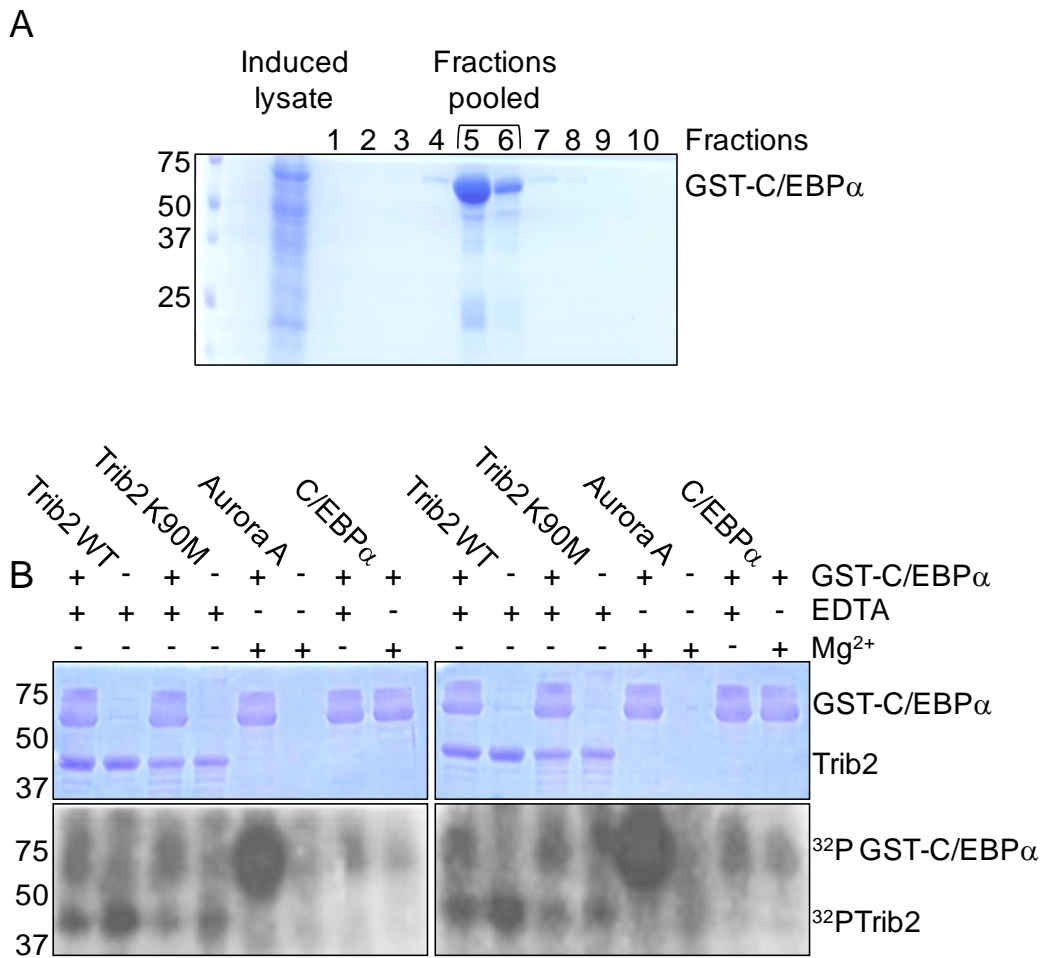 A
Induced lysate
Fractions pooled
1 2 3 4 5 6 7 8 9 10 Fractions
75
GST-C/EBPα
50
37
25
B
Trib2 WT Trib2 K90M Aurora A C/EBPα Trib2 WT Trib2 K90M Aurora A C/EBPα
+ - + - + - + + + - + - + - + + GST-C/EBPα
+ + + + - - + - + + + + - - + - EDTA
- - - - + + - + - - - - + + - + Mg²⁺
75
GST-C/EBPα
50
Trib2
37
75
³²P GST-C/EBPα
50
³²PTrib2
37